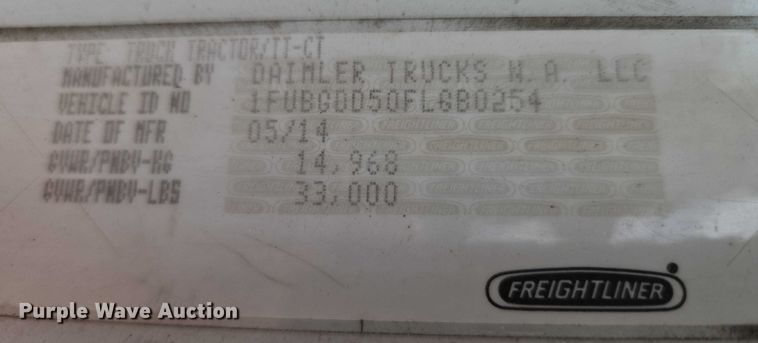 TYPE TRUCK TRACTOR/TT-CT
MANUFACTURED BY DAIMLER TRUCKS N.A. LLC
VEHICLE ID NO 1FUBGDD50FLGB0254
DATE OF MFR 05/14
GVWR/PNBV-KG 14,968
GVWR/PNBV-LBS 33,000
FREIGHTLINER
Purple Wave Auction